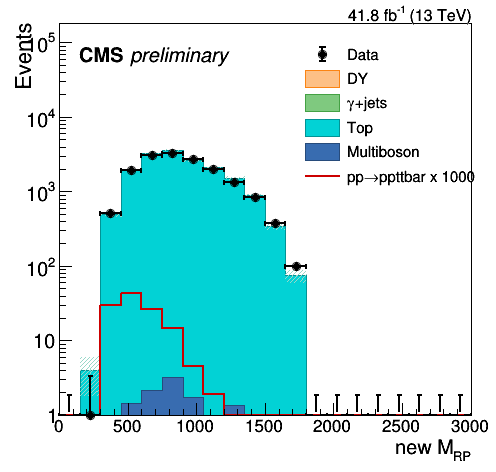 41.8 fb⁻¹ (13 TeV)
Events
CMS preliminary
Data
DY
γ+jets
Top
Multiboson
pp→ppttbar x 1000
10⁵
10⁴
10³
10²
10
1
0 500 1000 1500 2000 2500 3000
new M_RP